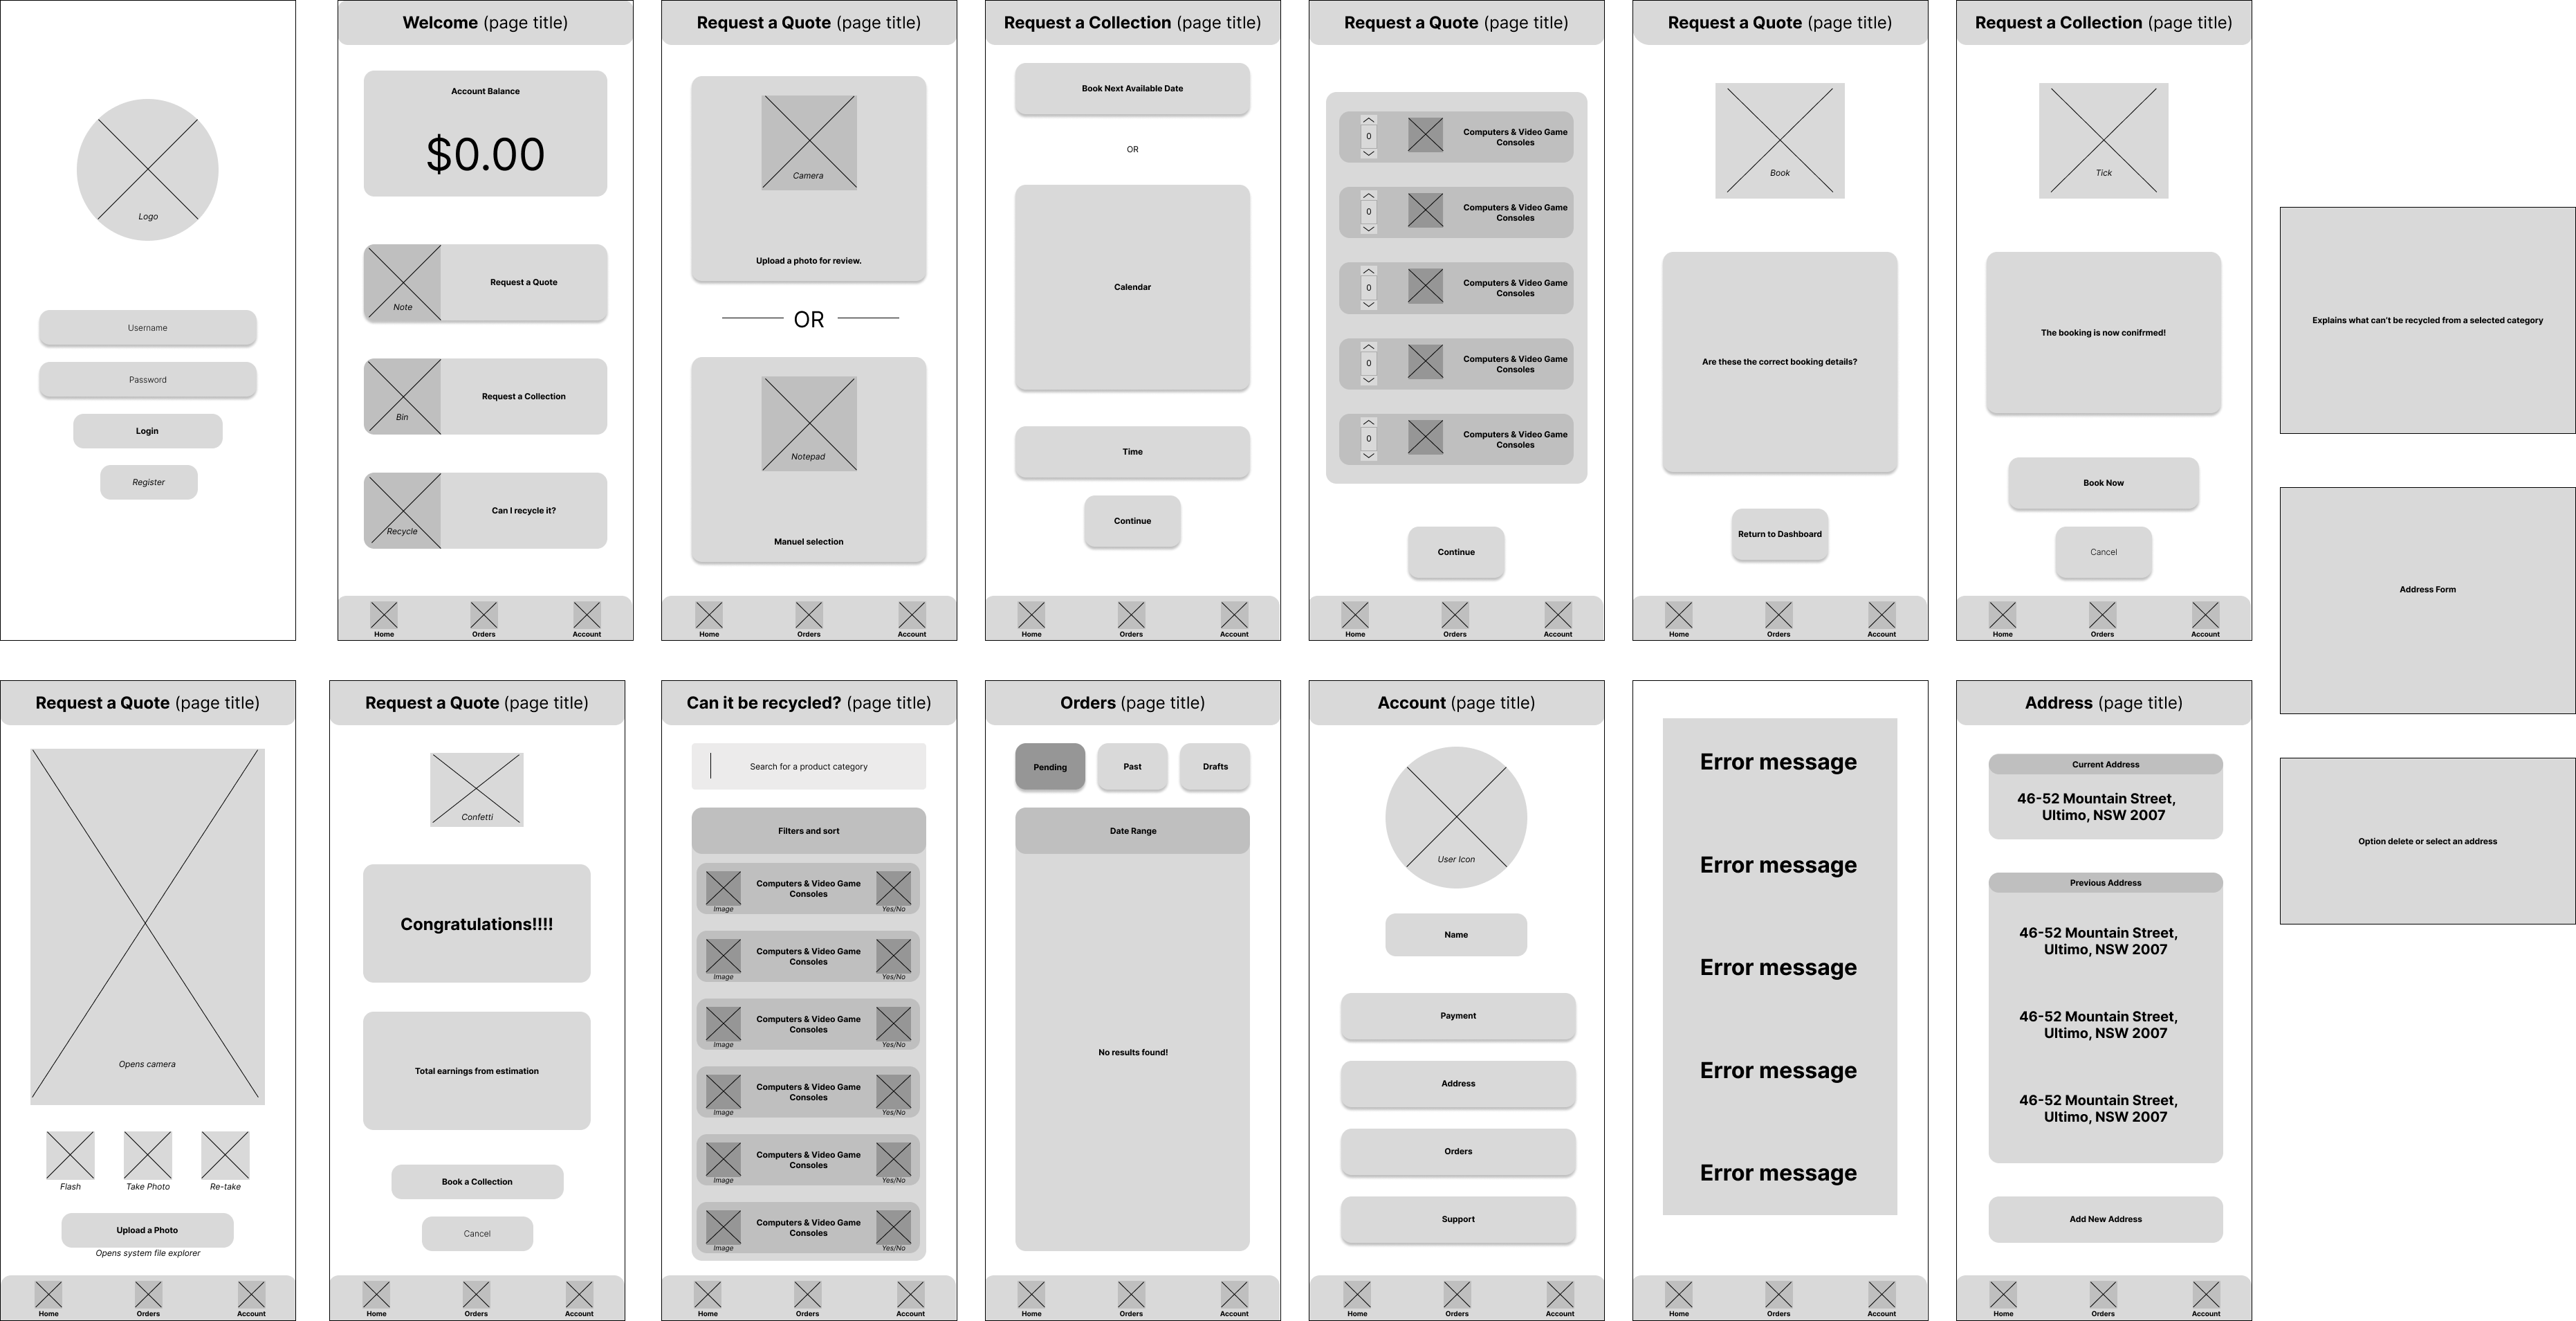 Logo
Username
Password
Login
Register
Welcome (page title)
Account Balance
$0.00
Note
Request a Quote
Bin
Request a Collection
Recycle
Can I recycle it?
Home
Orders
Account
Request a Quote (page title)
Camera
Upload a photo for review.
OR
Notepad
Manuel selection
Home
Orders
Account
Request a Collection (page title)
Book Next Available Date
OR
Calendar
Time
Continue
Home
Orders
Account
Request a Quote (page title)
0
Computers & Video Game
Consoles
0
Computers & Video Game
Consoles
0
Computers & Video Game
Consoles
0
Computers & Video Game
Consoles
0
Computers & Video Game
Consoles
Continue
Home
Orders
Account
Request a Quote (page title)
Book
Are these the correct booking details?
Return to Dashboard
Home
Orders
Account
Request a Collection (page title)
Tick
The booking is now conifrmed!
Book Now
Cancel
Home
Orders
Account
Explains what can't be recycled from a selected category
Address Form
Option delete or select an address
Request a Quote (page title)
Opens camera
Flash
Take Photo
Re-take
Upload a Photo
Opens system file explorer
Home
Orders
Account
Request a Quote (page title)
Confetti
Congratulations!!!!
Total earnings from estimation
Book a Collection
Cancel
Home
Orders
Account
Can it be recycled? (page title)
Search for a product category
Filters and sort
Computers & Video Game
Consoles
Image
Yes/No
Computers & Video Game
Consoles
Image
Yes/No
Computers & Video Game
Consoles
Image
Yes/No
Computers & Video Game
Consoles
Image
Yes/No
Computers & Video Game
Consoles
Image
Yes/No
Computers & Video Game
Consoles
Image
Yes/No
Home
Orders
Account
Orders (page title)
Pending
Past
Drafts
Date Range
No results found!
Home
Orders
Account
Account (page title)
User Icon
Name
Payment
Address
Orders
Support
Home
Orders
Account
Error message
Error message
Error message
Error message
Error message
Home
Orders
Account
Address (page title)
Current Address
46-52 Mountain Street,
Ultimo, NSW 2007
Previous Address
46-52 Mountain Street,
Ultimo, NSW 2007
46-52 Mountain Street,
Ultimo, NSW 2007
46-52 Mountain Street,
Ultimo, NSW 2007
Add New Address
Home
Orders
Account